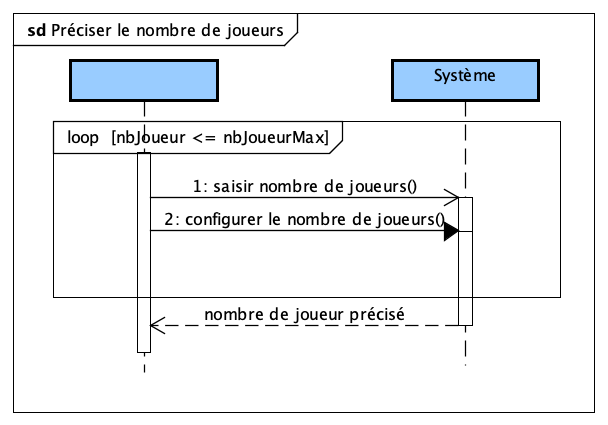 sd Préciser le nombre de joueurs
Système
loop [nbJoueur <= nbJoueurMax]
1: saisir nombre de joueurs()
2: configurer le nombre de joueurs()
nombre de joueur précisé